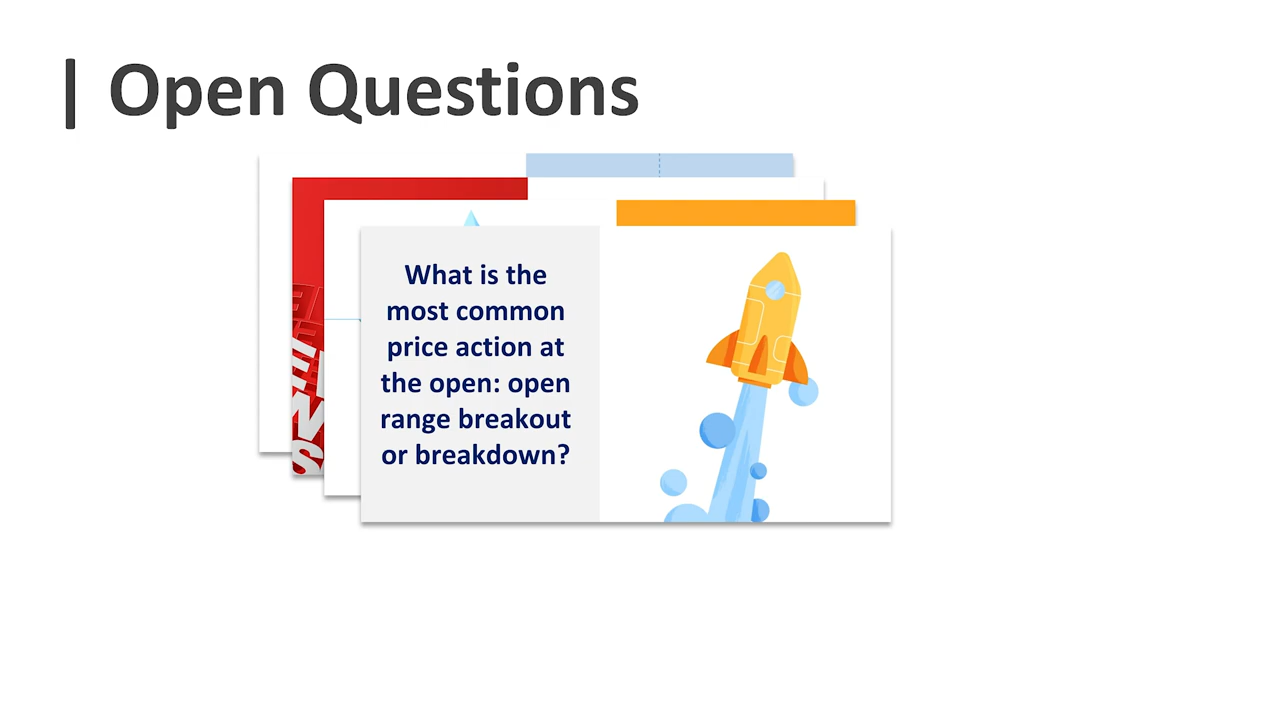 | Open Questions
What is the
most common
price action at
the open: open
range breakout
or breakdown?